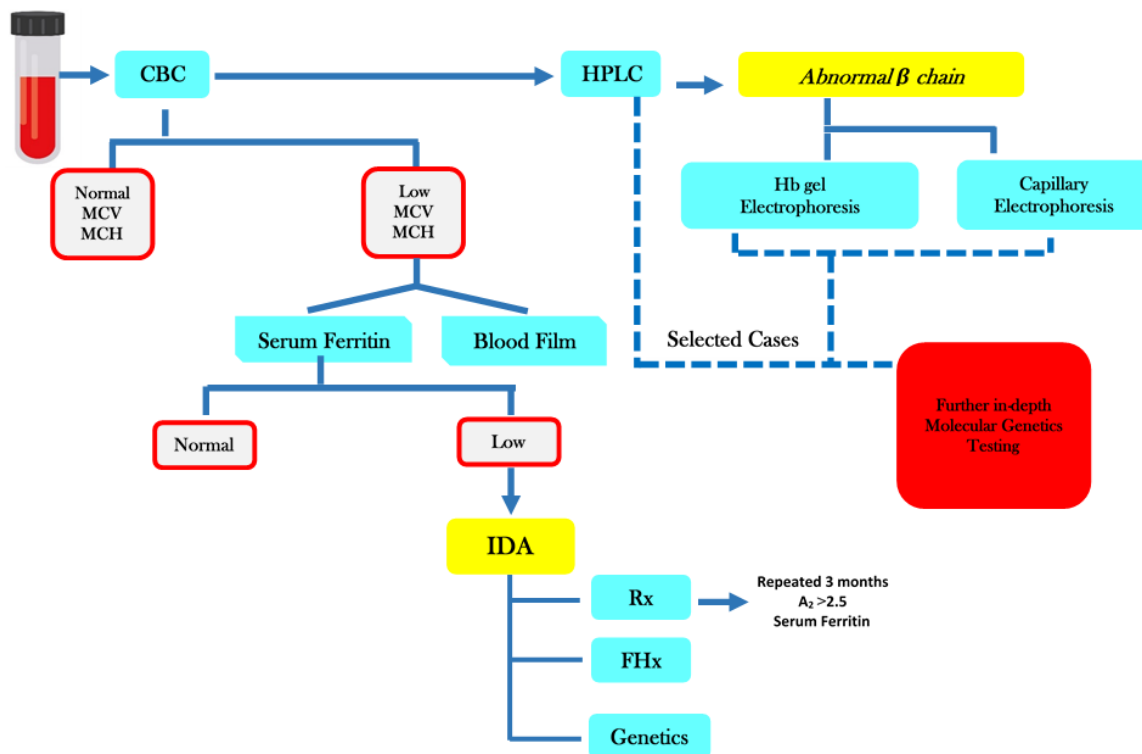 CBC
HPLC
Abnormal β chain
Normal
MCV
MCH
Low
MCV
MCH
Hb gel
Electrophoresis
Capillary
Electrophoresis
Serum Ferritin
Blood Film
Selected Cases
Further in-depth
Molecular Genetics
Testing
Normal
Low
IDA
Rx
Repeated 3 months
A₂ >2.5
Serum Ferritin
FHx
Genetics